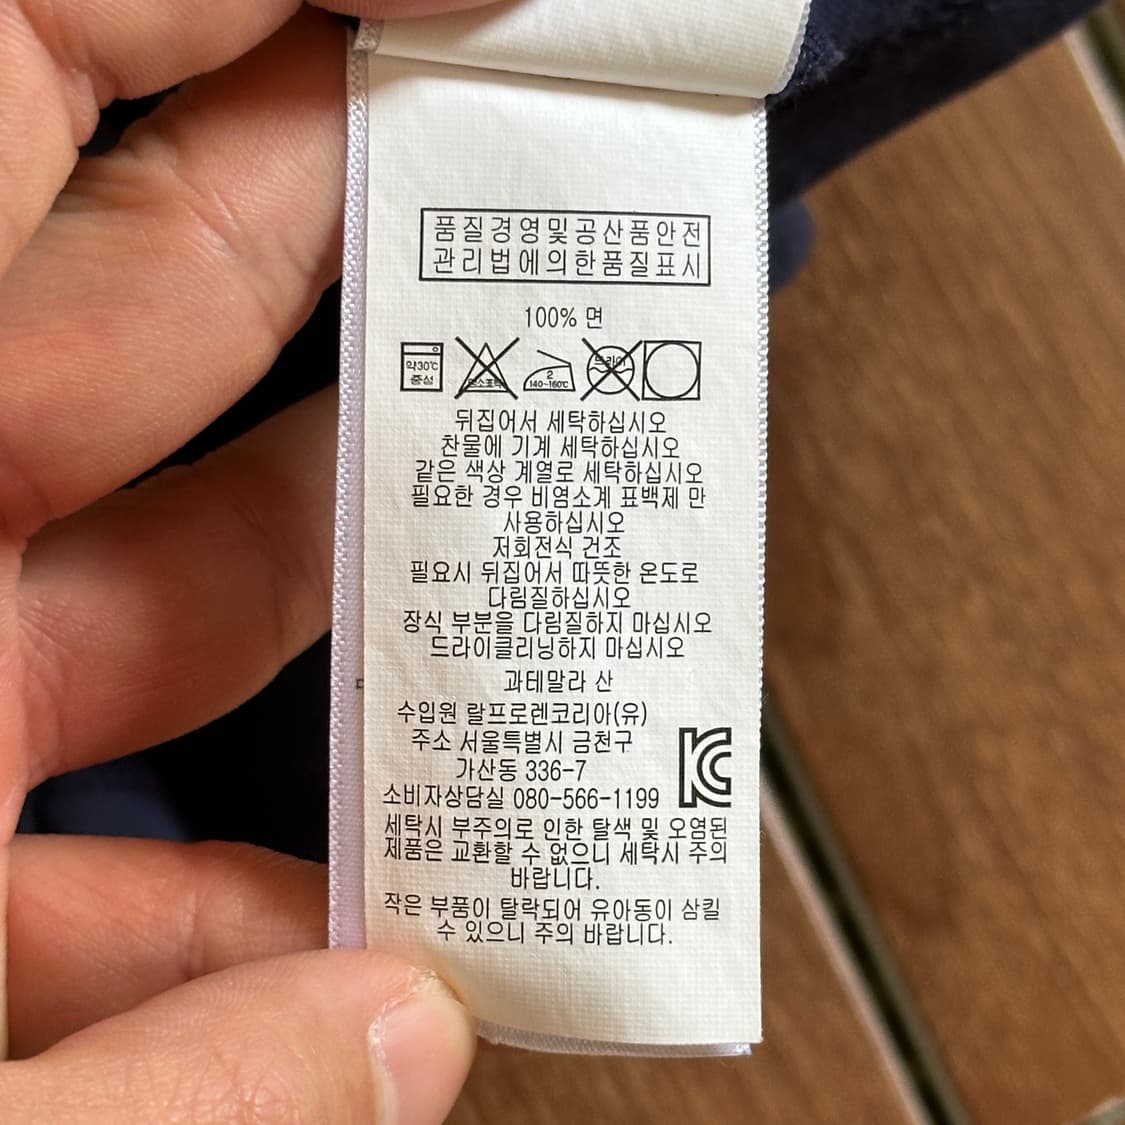 품질경영및공산품안전
관리법에의한품질표시
100% 면
약30℃
중성
염소표백
2
140~160℃
드라이
뒤집어서 세탁하십시오
찬물에 기계 세탁하십시오
같은 색상 계열로 세탁하십시오
필요한 경우 비염소계 표백제 만
사용하십시오
저회전식 건조
필요시 뒤집어서 따뜻한 온도로
다림질하십시오
장식 부분을 다림질하지 마십시오
드라이클리닝하지 마십시오
과테말라 산
수입원 랄프로렌코리아(유)
주소 서울특별시 금천구
가산동 336-7
소비자상담실 080-566-1199
세탁시 부주의로 인한 탈색 및 오염된
제품은 교환할 수 없으니 세탁시 주의
바랍니다.
작은 부품이 탈락되어 유아동이 삼킬
수 있으니 주의 바랍니다.